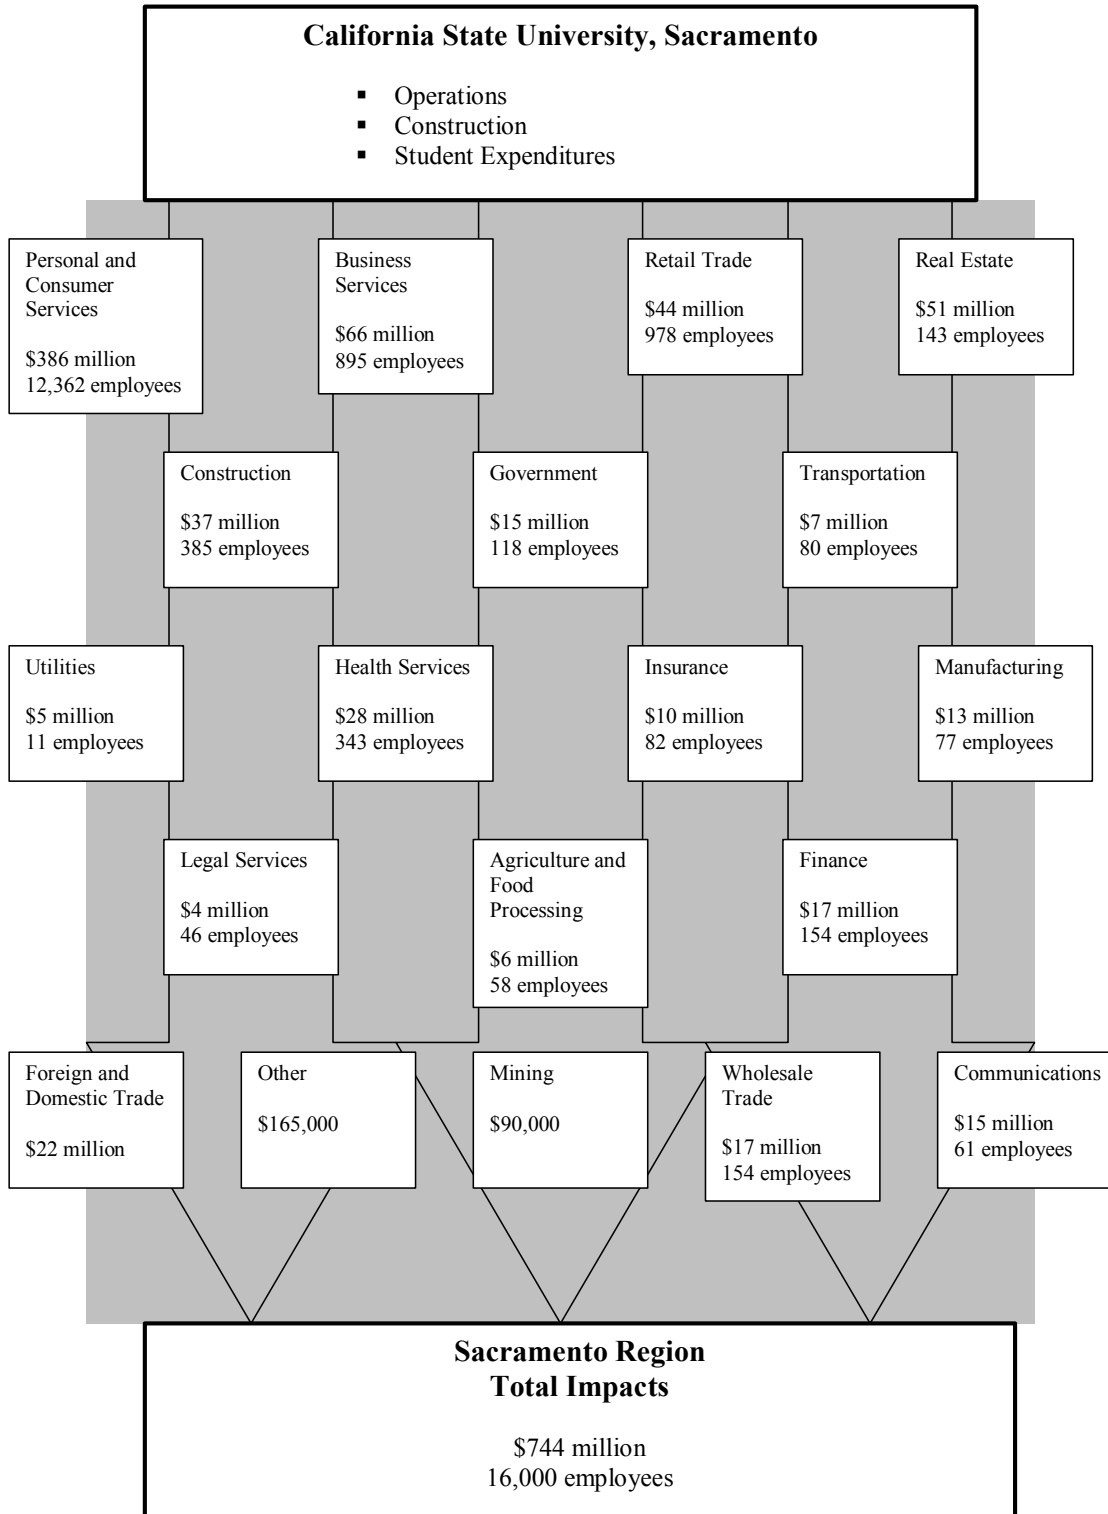 California State University, Sacramento
▪ Operations
▪ Construction
▪ Student Expenditures
Personal and
Consumer
Services
$386 million
12,362 employees
Business
Services
$66 million
895 employees
Retail Trade
$44 million
978 employees
Real Estate
$51 million
143 employees
Construction
$37 million
385 employees
Government
$15 million
118 employees
Transportation
$7 million
80 employees
Utilities
$5 million
11 employees
Health Services
$28 million
343 employees
Insurance
$10 million
82 employees
Manufacturing
$13 million
77 employees
Legal Services
$4 million
46 employees
Agriculture and
Food
Processing
$6 million
58 employees
Finance
$17 million
154 employees
Foreign and
Domestic Trade
$22 million
Other
$165,000
Mining
$90,000
Wholesale
Trade
$17 million
154 employees
Communications
$15 million
61 employees
Sacramento Region
Total Impacts
$744 million
16,000 employees